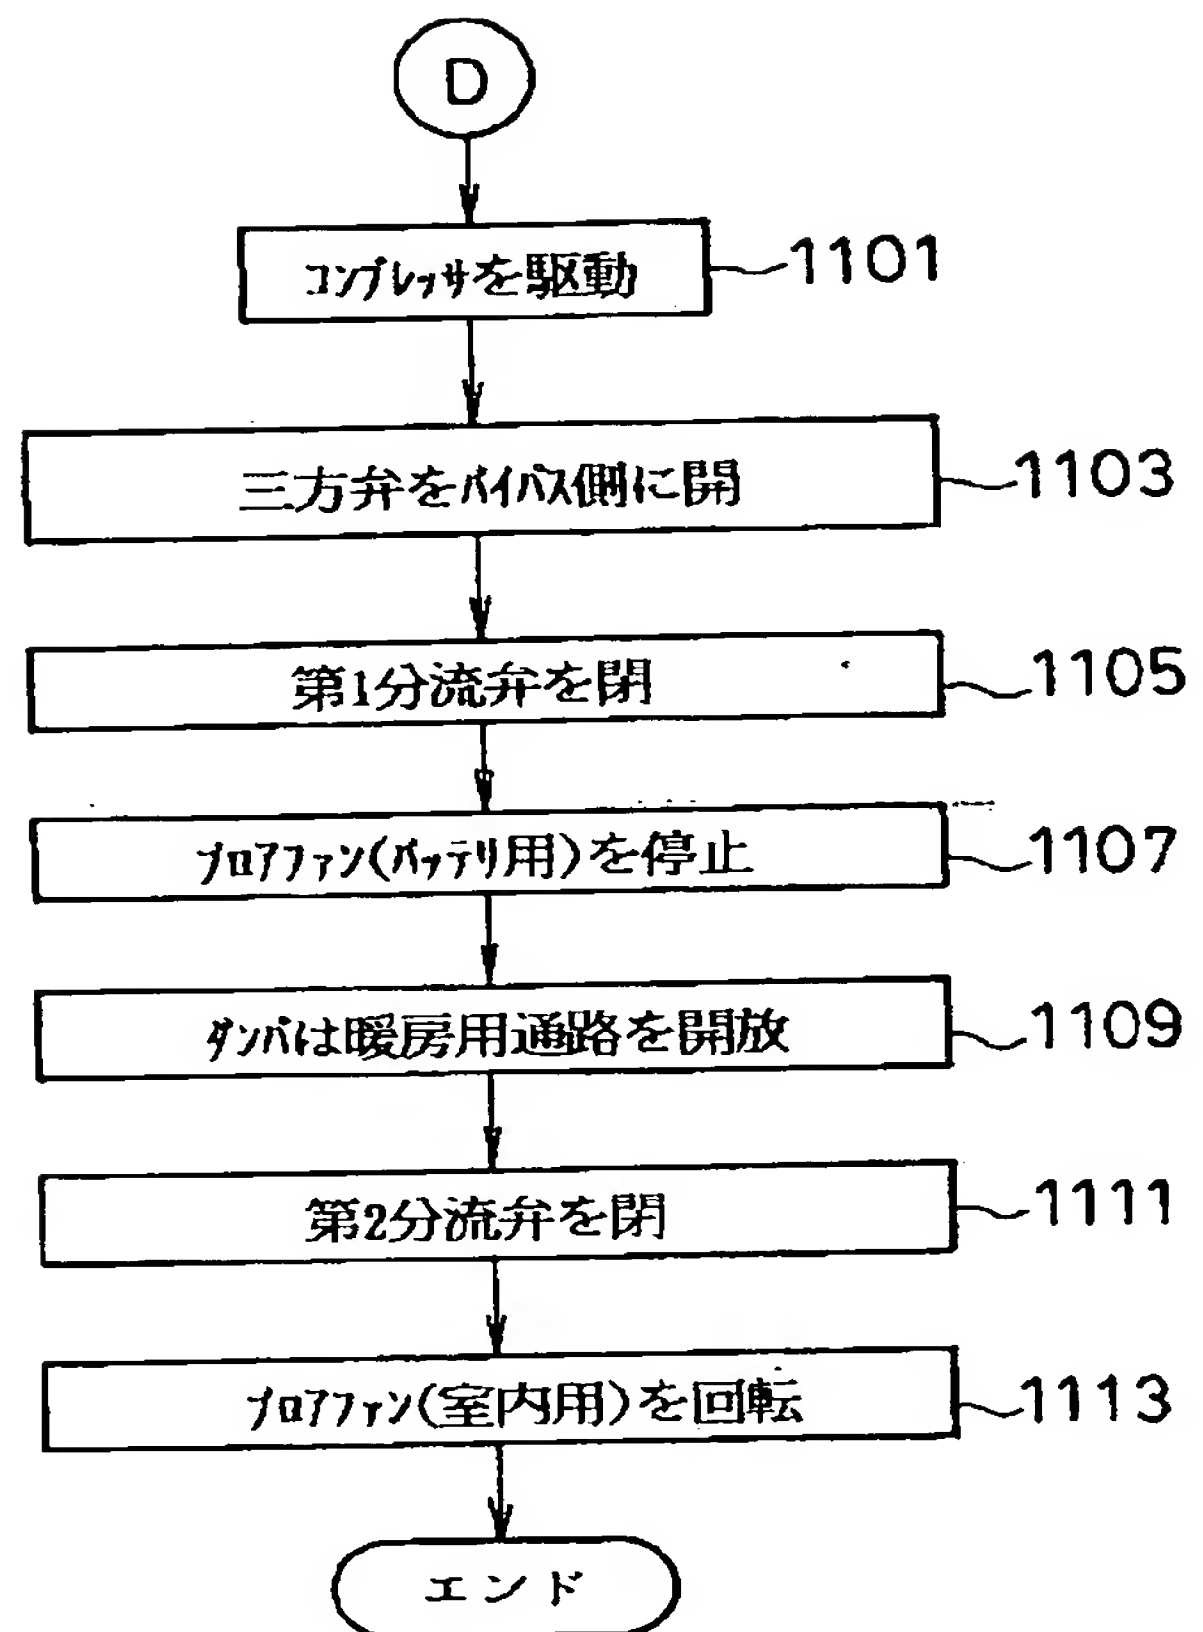 D
コンプレッサを駆動 1101
三方弁をバイパス側に開 1103
第1分流弁を閉 1105
ブロアファン(バッテリ用)を停止 1107
ダンパは暖房用通路を開放 1109
第2分流弁を閉 1111
ブロアファン(室内用)を回転 1113
エンド